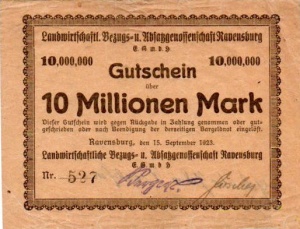 Landwirtschaftl. Bezugs- u. Absatzgenossenschaft Ravensburg
E.G.m.b.H
10,000,000 10,000,000
Gutschein
über
10 Millionen Mark
Dieser Gutschein wird gegen Rückgabe in Zahlung genommen oder gut-
geschrieben oder nach Beendigung der derzeitigen Bargeldnot eingelöst.
Ravensburg, den 15. September 1923.
Landwirtschaftliche Bezugs- u. Absatzgenossenschaft Ravensburg
E.G.m.b.H
Nr. 527